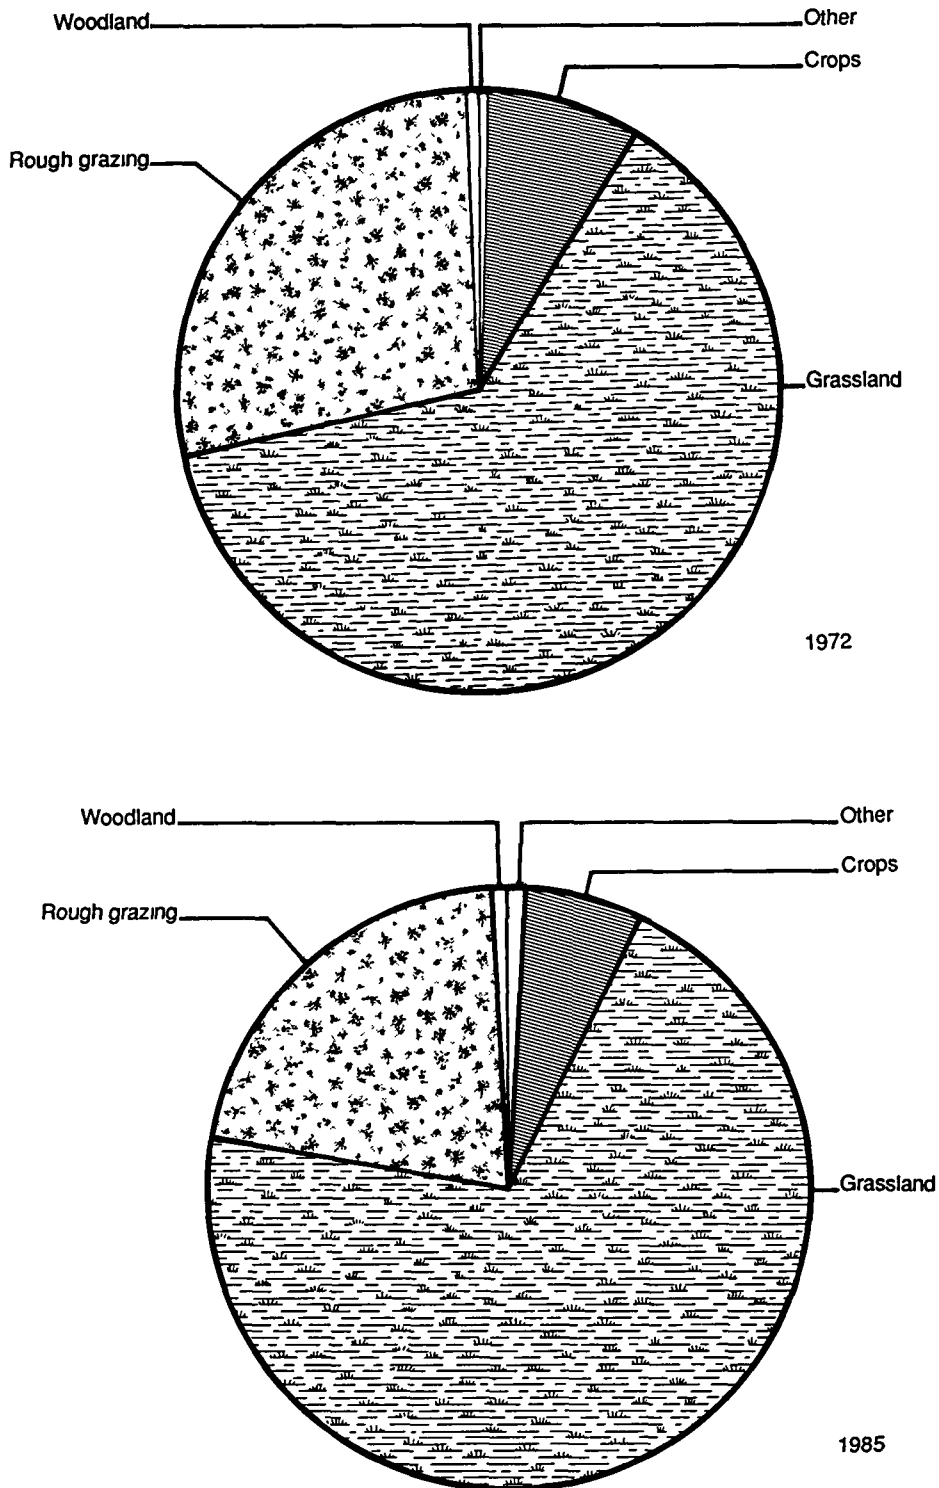 Woodland
Other
Crops
Rough grazing
Grassland
1972
Woodland
Other
Crops
Rough grazing
Grassland
1985